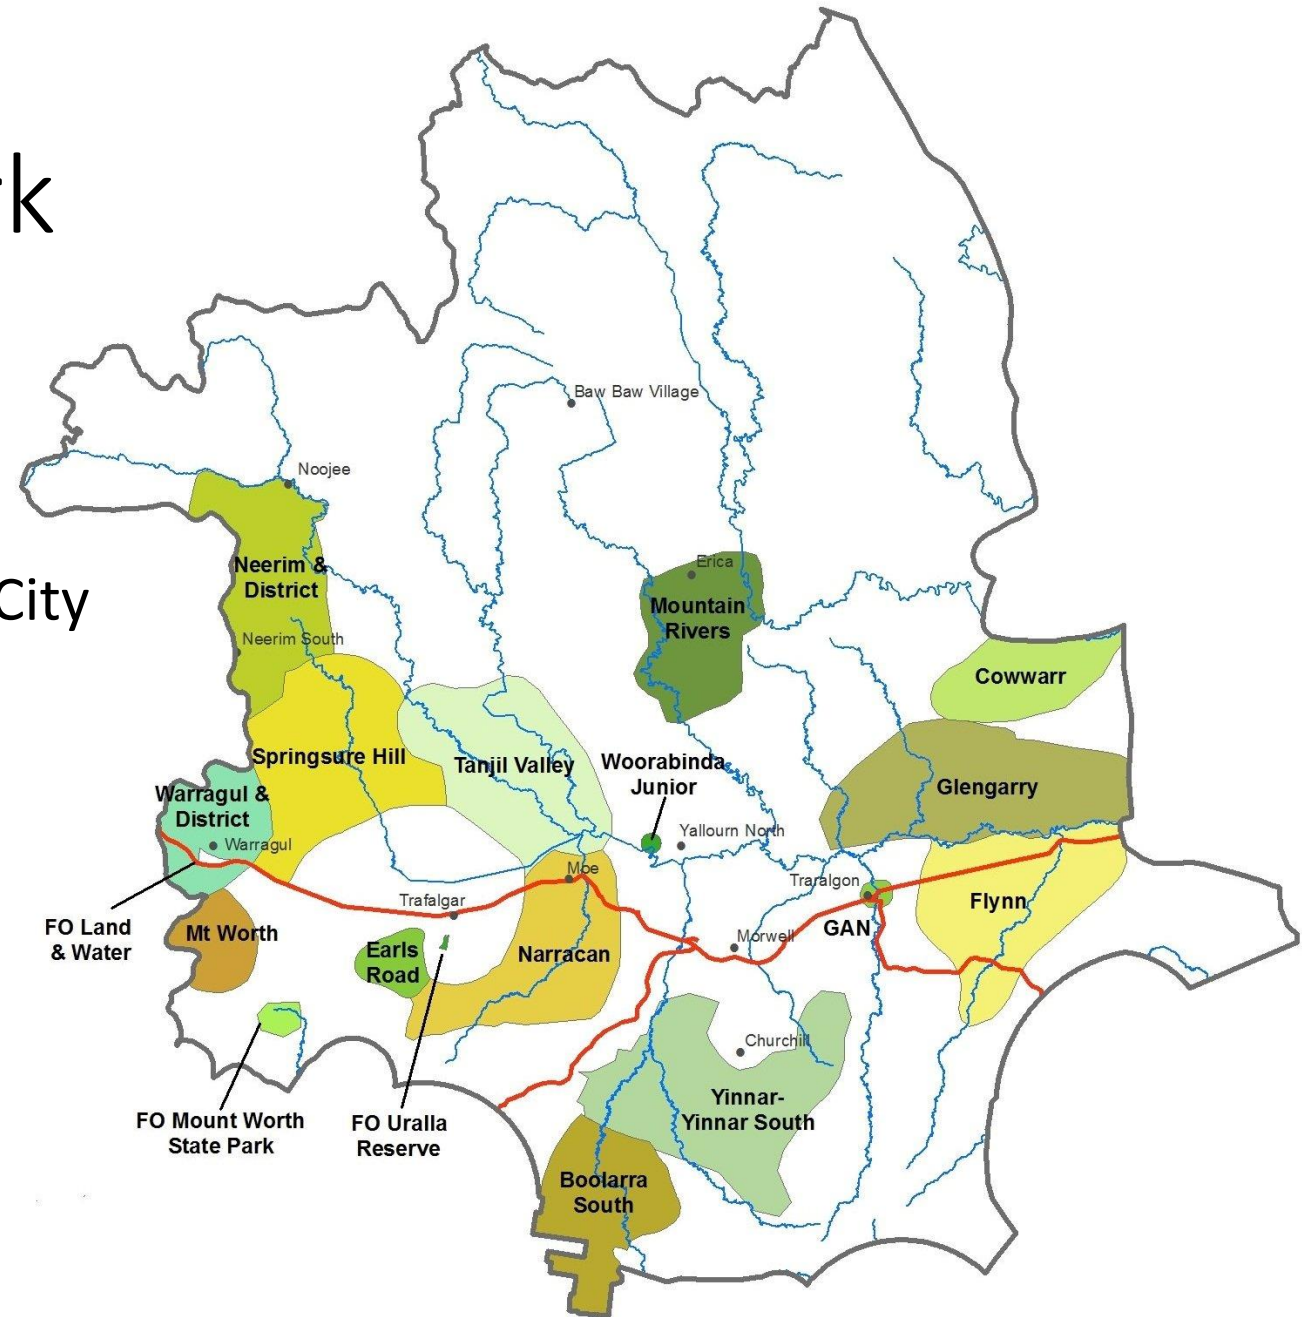 rk
City
Baw Baw Village
Noojee
Neerim &
District
Erica
Mountain
Rivers
Neerim South
Cowwarr
Springsure Hill
Tanjil Valley
Woorabinda
Junior
Warragul &
District
Glengarry
Yallourn North
Warragul
Moe
Traralgon
Trafalgar
Flynn
FO Land
& Water
Mt Worth
GAN
Earls
Road
Narracan
Morwell
Churchill
Yinnar-
Yinnar South
FO Mount Worth
State Park
FO Uralla
Reserve
Boolarra
South